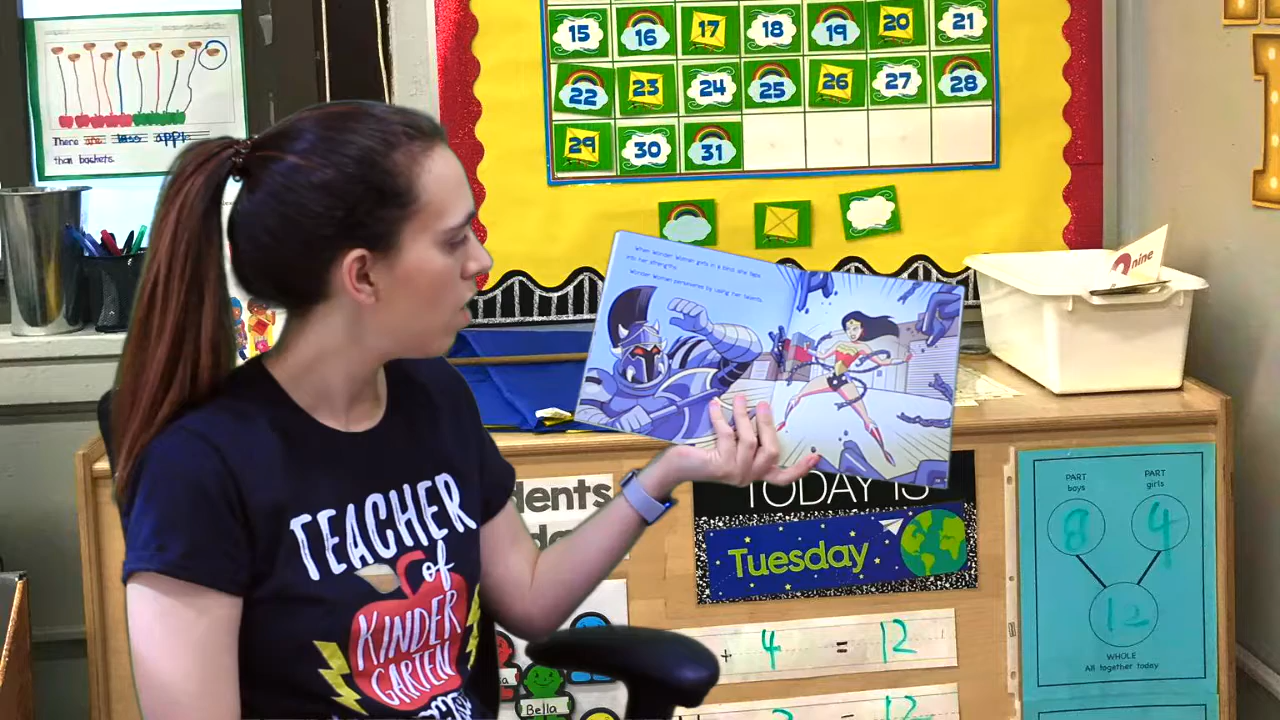 There are less apples
than baskets.
15 16 17 18 19 20 21
22 23 24 25 26 27 28
29 30 31
nine
When Wonder Woman gets in a bind, she taps
into her strengths.
Wonder Woman perseveres by using her talents.
TEACHER
of
KINDER
GARTEN
dents
TODAY IS
Tuesday
PART
boys
PART
girls
8
4
12
WHOLE
All together today
+ 4 = 12
= 12
Bella